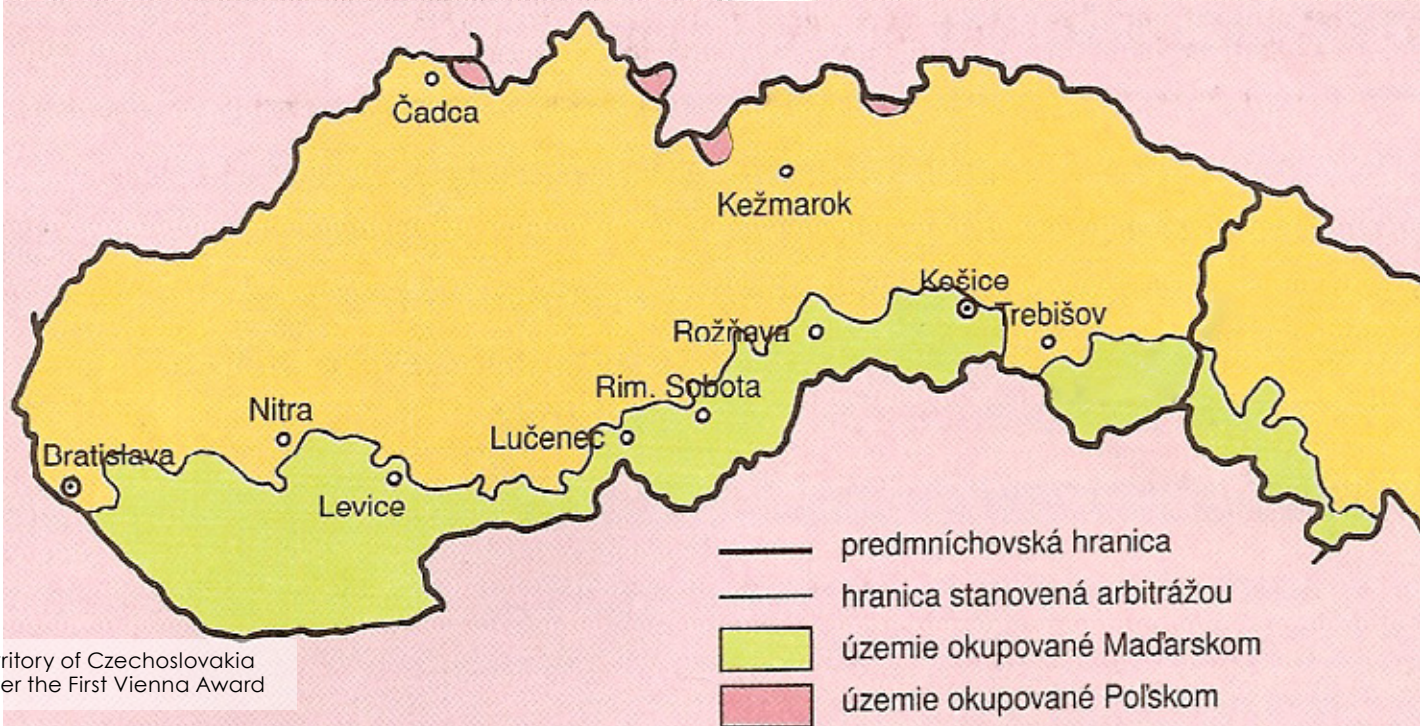 Čadca
Kežmarok
Košice
Trebišov
Rožňava
Rim. Sobota
Nitra
Lučenec
Bratislava
Levice
predmníchovská hranica
hranica stanovená arbitrážou
územie okupované Maďarskom
územie okupované Poľskom
ritory of Czechoslovakia
er the First Vienna Award